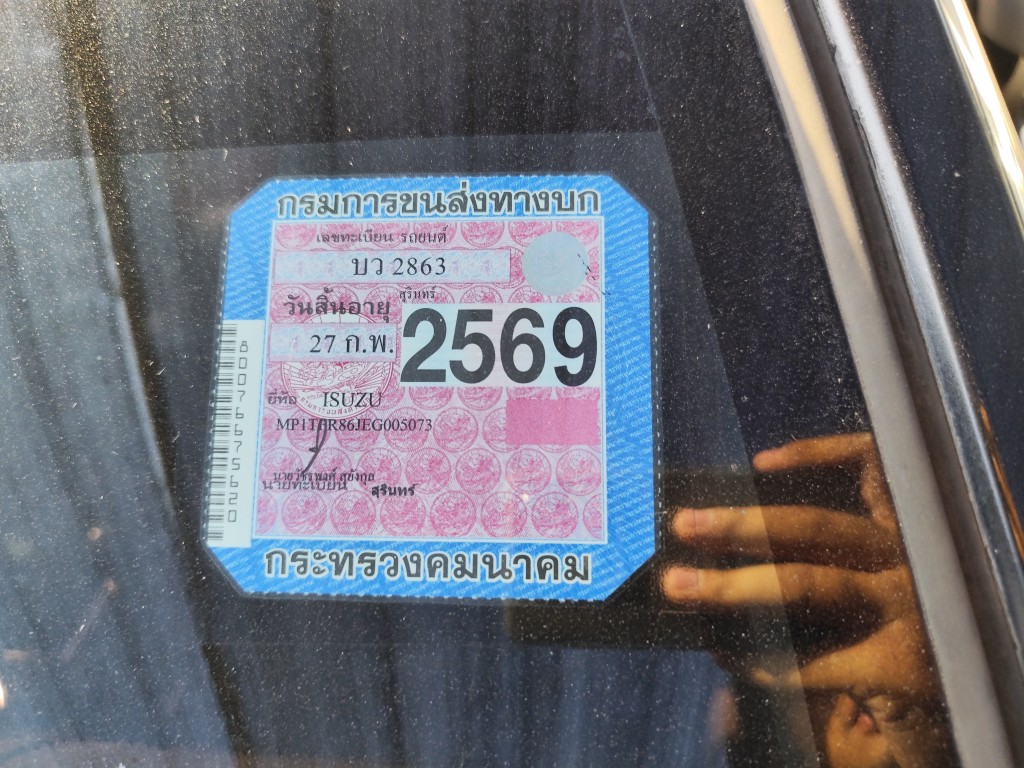 กรมการขนส่งทางบก
เลขทะเบียน รถยนต์
บว 2863
สุรินทร์
วันสิ้นอายุ
27 ก.พ. 2569
ยี่ห้อ ISUZU
นายทะเบียน สุรินทร์
8007667575620
กระทรวงคมนาคม